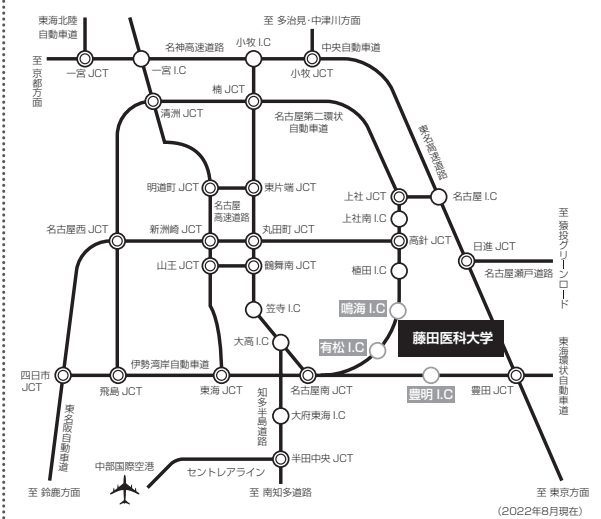 東海北陸
自動車道
至 多治見・中津川方面
名神高速道路
小牧 I.C
中央自動車道
至 京都方面
一宮 JCT
一宮 I.C
小牧 JCT
楠 JCT
清洲 JCT
名古屋第二環状
自動車道
東名高速道路
明道町 JCT
東片端 JCT
上社 JCT
名古屋 I.C
名古屋
高速道路
上社南 I.C
至 猿投グリーンロード
名古屋西 JCT
新洲崎 JCT
丸田町 JCT
高針 JCT
日進 JCT
山王 JCT
鶴舞南 JCT
植田 I.C
名古屋瀬戸道路
笠寺 I.C
鳴海 I.C
藤田医科大学
大高 I.C
有松 I.C
東海環状自動車道
伊勢湾岸自動車道
四日市
JCT
飛島 JCT
東海 JCT
名古屋南 JCT
豊明 I.C
豊田 JCT
東名阪自動車道
知多半島道路
大府東海 I.C
中部国際空港
セントレアライン
半田中央 JCT
至 鈴鹿方面
至 南知多道路
至 東京方面
(2022年8月現在)